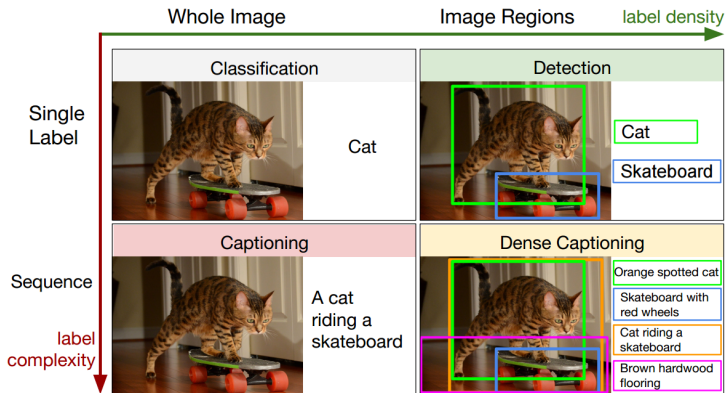 Whole Image
Image Regions
label density
Classification
Detection
Single
Label
Cat
Cat
Skateboard
Captioning
Dense Captioning
Sequence
label
complexity
A cat
riding a
skateboard
Orange spotted cat
Skateboard with
red wheels
Cat riding a
skateboard
Brown hardwood
flooring